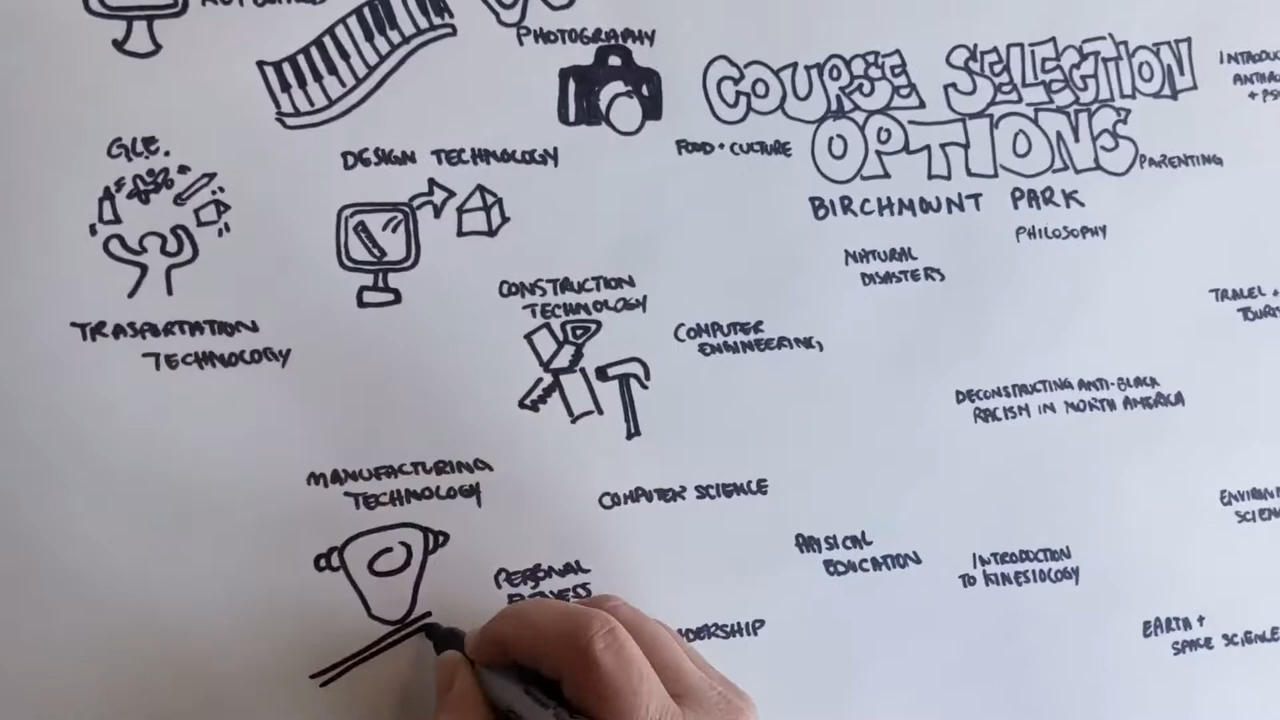 PHOTOGRAPHY
COURSE SELECTION
OPTIONS
BIRCHMOUNT PARK
FOOD + CULTURE
PARENTING
PHILOSOPHY
NATURAL
DISASTERS
G.L.E.
DESIGN TECHNOLOGY
CONSTRUCTION
TECHNOLOGY
TRASPORTATION
TECHNOLOGY
COMPUTER
ENGINEERING,
DECONSTRUCTING ANTI-BLACK
RACISM IN NORTH AMERICA
MANUFACTURING
TECHNOLOGY
COMPUTER SCIENCE
PHYSICAL
EDUCATION
INTRODUCTION
TO KINESIOLOGY
PERSONAL
EARTH +
SPACE SCIENCE